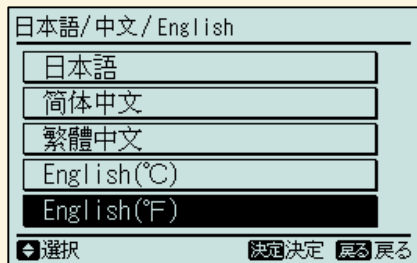 日本語/中文/English
日本語
简体中文
繁體中文
English(℃)
English(℉)
選択 決定決定 戻る戻る